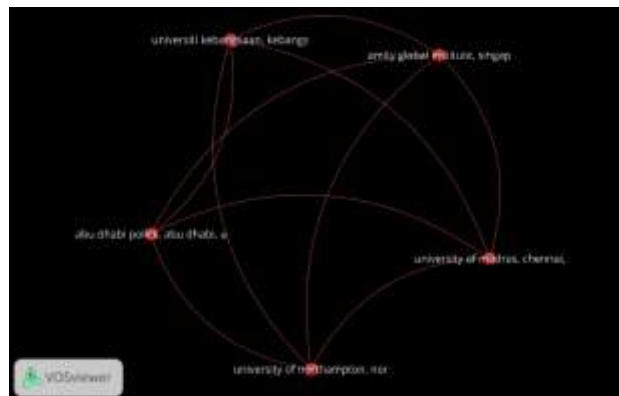 universiti kebangsaan, kebangs
amity global institute, singap
abu dhabi police, abu dhabi, u
university of madras, chennai,
university of northampton, nor
VOSviewer